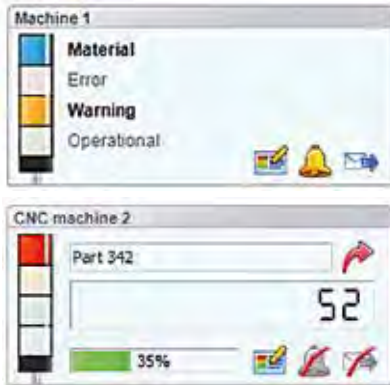 Machine 1
Material
Error
Warning
Operational
CNC machine 2
Part 342
52
35%